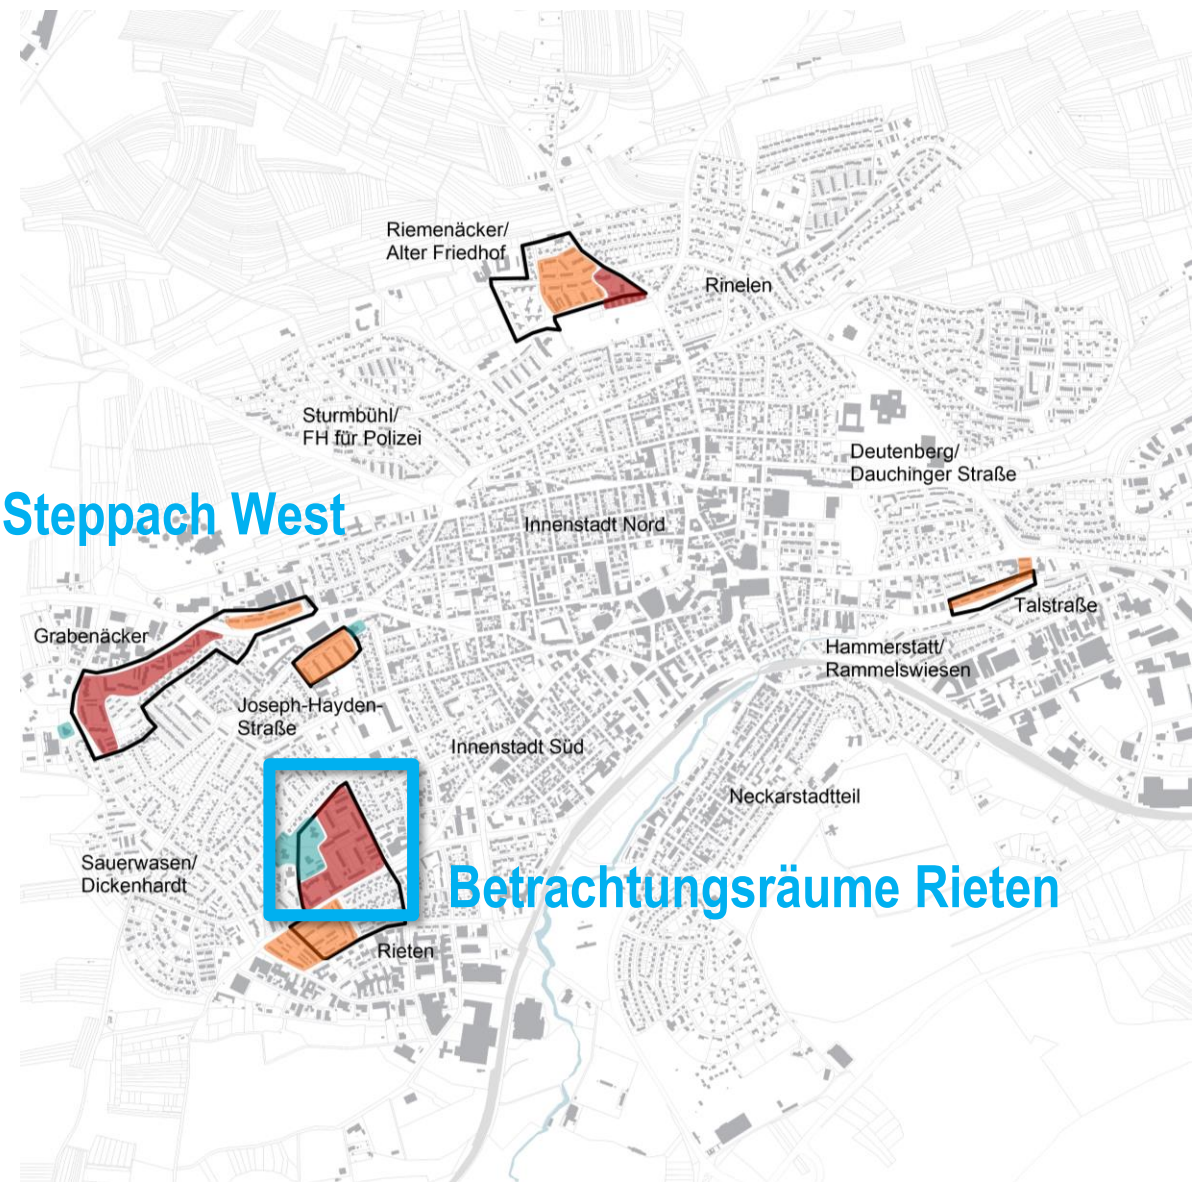 Riemenäcker/
Alter Friedhof
Rinelen
Sturmbühl/
FH für Polizei
Deutenberg/
Dauchinger Straße
Steppach West
Innenstadt Nord
Talstraße
Grabenäcker
Hammerstatt/
Rammelswiesen
Joseph-Hayden-
Straße
Innenstadt Süd
Neckarstadtteil
Sauerwasen/
Dickenhardt
Betrachtungsräume Rieten
Rieten